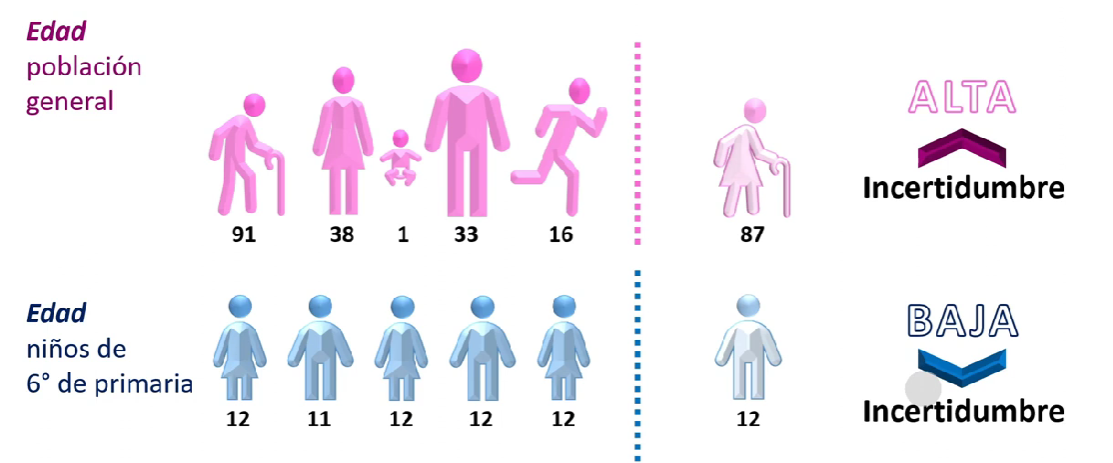 Edad
población
general
ALTA
Incertidumbre
91 38 1 33 16 87
Edad
niños de
6° de primaria
BAJA
Incertidumbre
12 11 12 12 12 12